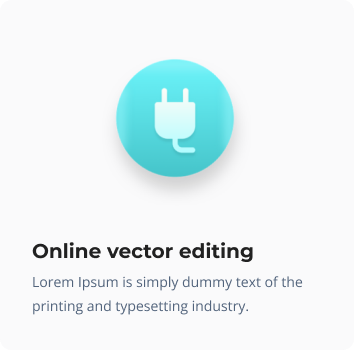 Online vector editing
Lorem Ipsum is simply dummy text of the
printing and typesetting industry.